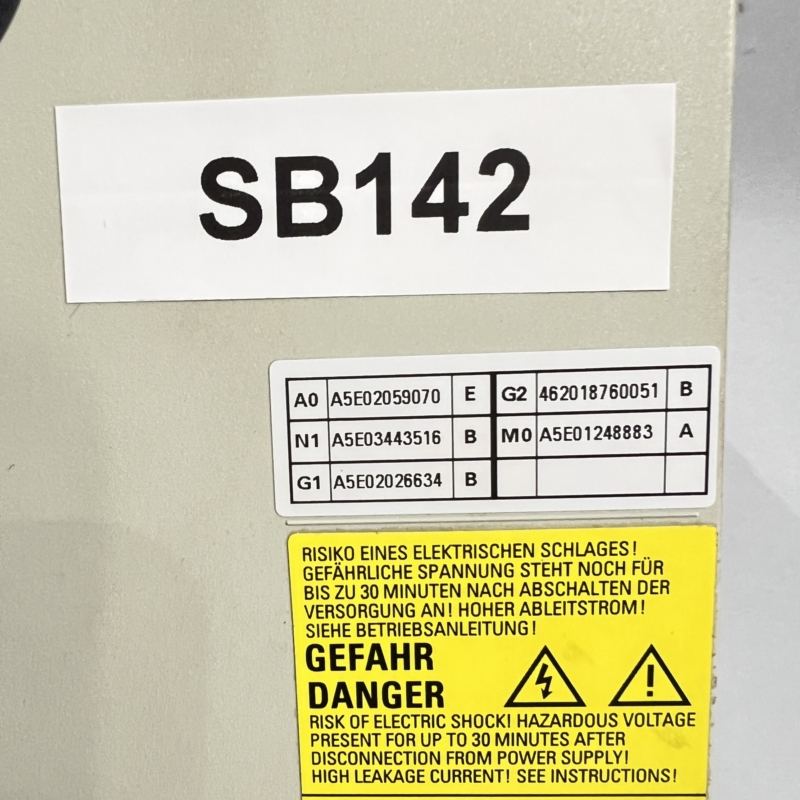 SB142
A0 A5E02059070 E G2 462018760051 B
N1 A5E03443516 B M0 A5E01248883 A
G1 A5E02026634 B
RISIKO EINES ELEKTRISCHEN SCHLAGES!
GEFÄHRLICHE SPANNUNG STEHT NOCH FÜR
BIS ZU 30 MINUTEN NACH ABSCHALTEN DER
VERSORGUNG AN! HOHER ABLEITSTROM!
SIEHE BETRIEBSANLEITUNG!
GEFAHR
DANGER
RISK OF ELECTRIC SHOCK! HAZARDOUS VOLTAGE
PRESENT FOR UP TO 30 MINUTES AFTER
DISCONNECTION FROM POWER SUPPLY!
HIGH LEAKAGE CURRENT! SEE INSTRUCTIONS!